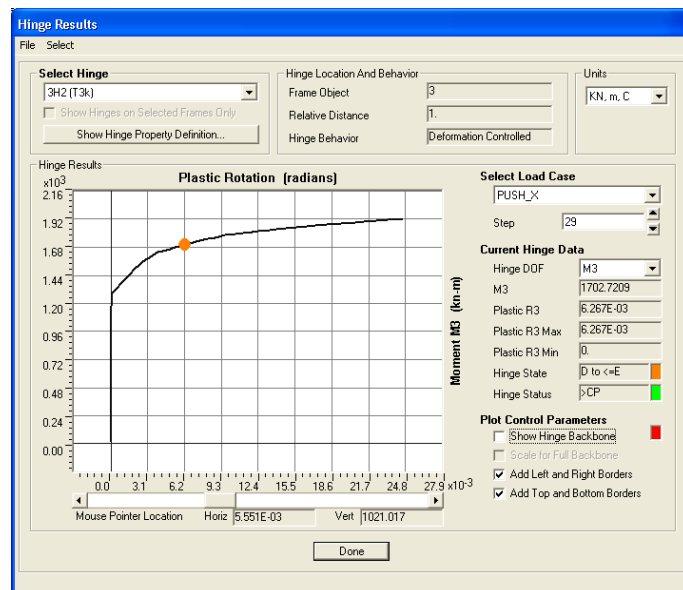 Hinge Results
File Select
Select Hinge
3H2 (T3k)
Show Hinges on Selected Frames Only
Show Hinge Property Definition...
Hinge Location And Behavior
Frame Object 3
Relative Distance 1.
Hinge Behavior Deformation Controlled
Units
KN, m, C
Hinge Results
x10^3 Plastic Rotation (radians)
2.16
1.92
1.68
1.44
1.20
0.96
0.72
0.48
0.24
0.00
0.0 3.1 6.2 9.3 12.4 15.5 18.6 21.7 24.8 27.9 x10^-3
Moment M3 (kn-m)
Mouse Pointer Location Horiz 5.551E-03 Vert 1021.017
Select Load Case
PUSH_X
Step 29
Current Hinge Data
Hinge DOF M3
M3 1702.7209
Plastic R3 6.267E-03
Plastic R3 Max 6.267E-03
Plastic R3 Min 0.
Hinge State D to <=E
Hinge Status >CP
Plot Control Parameters
Show Hinge Backbone
Scale for Full Backbone
Add Left and Right Borders
Add Top and Bottom Borders
Done